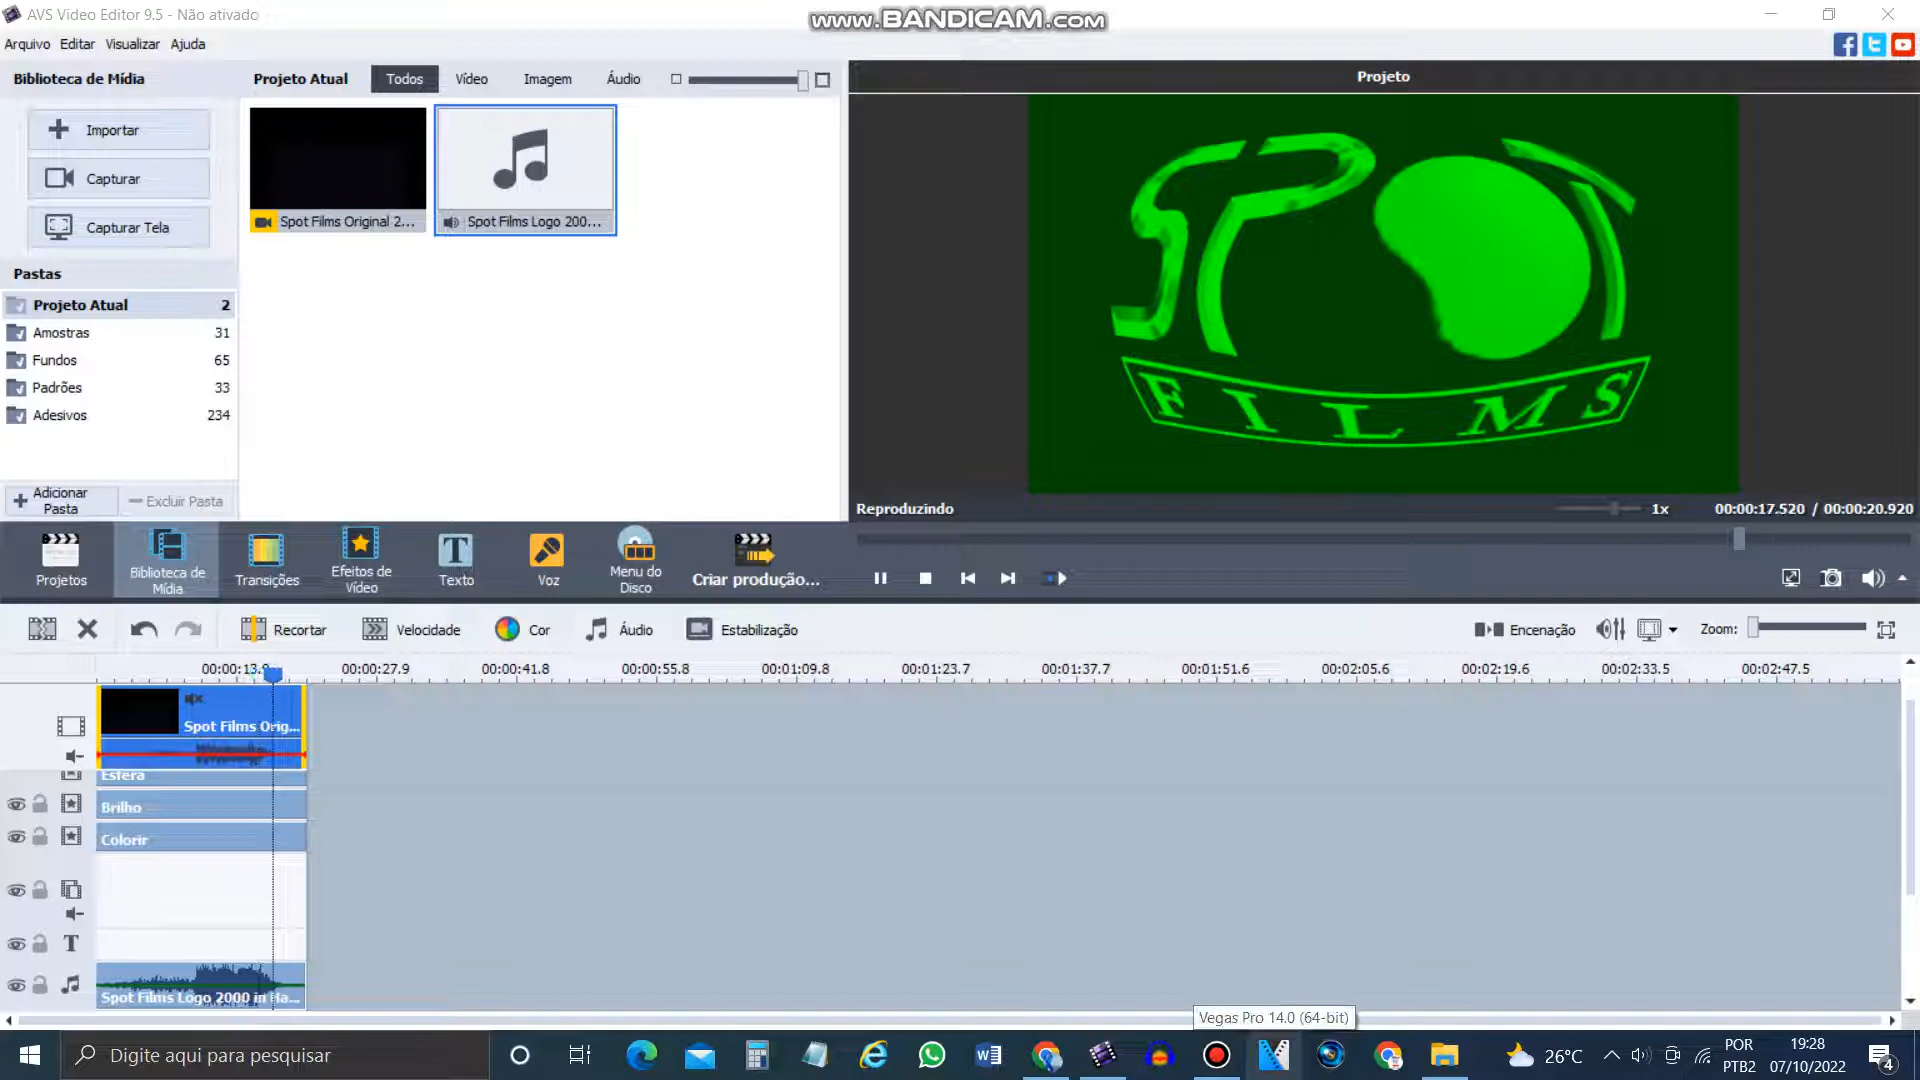 AVS Video Editor 9.5 - Não ativado
www.BANDICAM.com
Arquivo Editar Visualizar Ajuda
Biblioteca de Mídia
Projeto Atual Todos Vídeo Imagem Áudio
Projeto
Importar
Capturar
Capturar Tela
Spot Films Original 2...
Spot Films Logo 200...
SPOT
FILMS
Pastas
Projeto Atual 2
Amostras 31
Fundos 65
Padrões 33
Adesivos 234
Adicionar Pasta
Excluir Pasta
Reproduzindo 1x 00:00:17.520 / 00:00:20.920
Projetos
Biblioteca de Mídia
Transições
Efeitos de Vídeo
Texto
Voz
Menu do Disco
Criar produção...
Recortar Velocidade Cor Áudio Estabilização Encenação Zoom:
00:00:13.9 00:00:27.9 00:00:41.8 00:00:55.8 00:01:09.8 00:01:23.7 00:01:37.7 00:01:51.6 00:02:05.6 00:02:19.6 00:02:33.5 00:02:47.5
Spot Films Orig...
Esfera
Brilho
Colorir
T
Spot Films Logo 2000 in Ha...
Vegas Pro 14.0 (64-bit)
Digite aqui para pesquisar
26°C
POR
PTB2
19:28
07/10/2022
4